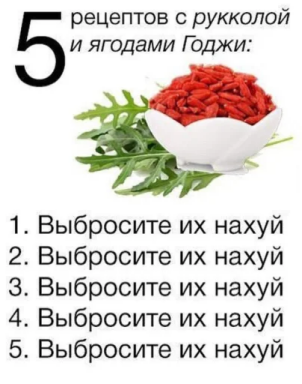 5 рецептов с рукколой
и ягодами Годжи:
1. Выбросите их нахуй
2. Выбросите их нахуй
3. Выбросите их нахуй
4. Выбросите их нахуй
5. Выбросите их нахуй